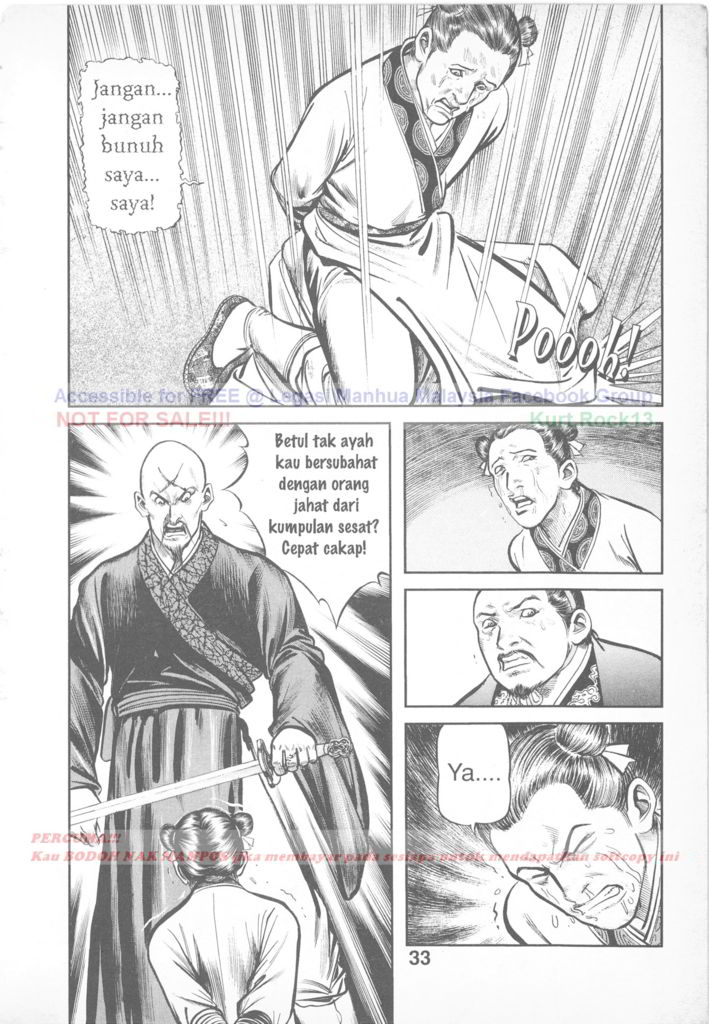 Jangan...
jangan
bunuh
saya...
saya!
Poooh!
Accessible for FREE @ Legasi Manhua Malaysia Facebook Group
NOT FOR SALE!!!
Kurt Rock13
Betul tak ayah
kau bersubahat
dengan orang
jahat dari
kumpulan sesat?
Cepat cakap!
Ya....
PERCUMA!!!
Kau BODOH NAK MAMPOS jika membayar pada sesiapa untuk mendapatkan softcopy ini
33